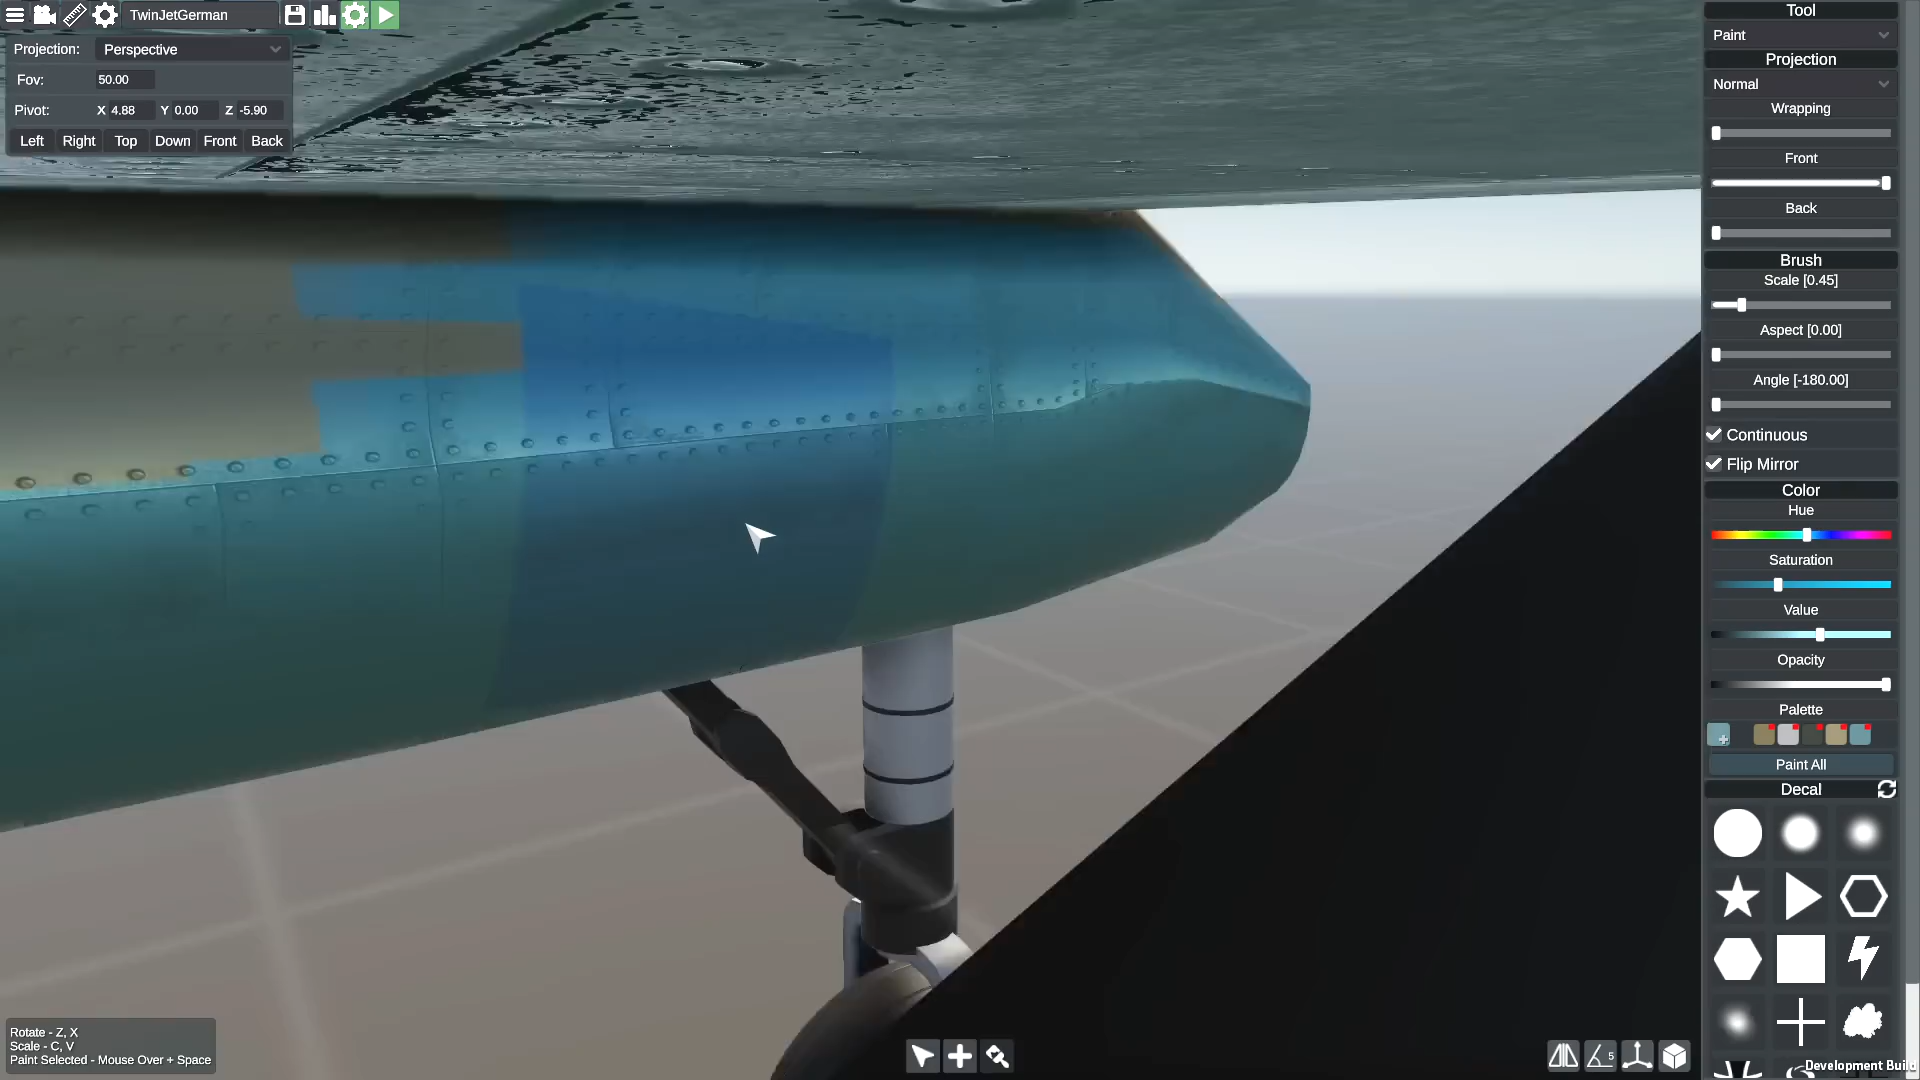 TwinJetGerman
Projection: Perspective
Fov: 50.00
Pivot: X 4.88 Y 0.00 Z -5.90
Left Right Top Down Front Back
Tool
Paint
Projection
Normal
Wrapping
Front
Back
Brush
Scale [0.45]
Aspect [0.00]
Angle [-180.00]
Continuous
Flip Mirror
Color
Hue
Saturation
Value
Opacity
Palette
Paint All
Decal
Rotate - Z, X
Scale - C, V
Paint Selected - Mouse Over + Space
5
Development Build